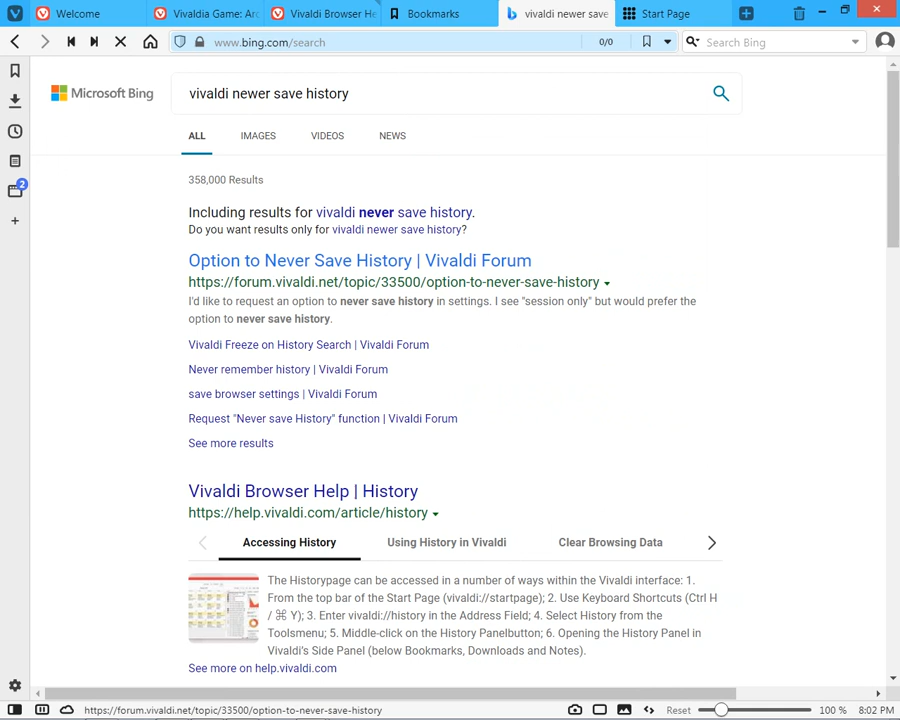 Welcome
Vivaldia Game: Arc
Vivaldi Browser He
Bookmarks
vivaldi newer save
Start Page
www.bing.com/search
0/0
Search Bing
Microsoft Bing
vivaldi newer save history
ALL
IMAGES
VIDEOS
NEWS
2
358,000 Results
Including results for vivaldi never save history.
Do you want results only for vivaldi newer save history?
Option to Never Save History | Vivaldi Forum
https://forum.vivaldi.net/topic/33500/option-to-never-save-history
I'd like to request an option to never save history in settings. I see "session only" but would prefer the
option to never save history.
Vivaldi Freeze on History Search | Vivaldi Forum
Never remember history | Vivaldi Forum
save browser settings | Vivaldi Forum
Request "Never save History" function | Vivaldi Forum
See more results
Vivaldi Browser Help | History
https://help.vivaldi.com/article/history
Accessing History
Using History in Vivaldi
Clear Browsing Data
The Historypage can be accessed in a number of ways within the Vivaldi interface: 1.
From the top bar of the Start Page (vivaldi://startpage); 2. Use Keyboard Shortcuts (Ctrl H
/ ⌘ Y); 3. Enter vivaldi://history in the Address Field; 4. Select History from the
Toolsmenu; 5. Middle-click on the History Panelbutton; 6. Opening the History Panel in
Vivaldi's Side Panel (below Bookmarks, Downloads and Notes).
See more on help.vivaldi.com
https://forum.vivaldi.net/topic/33500/option-to-never-save-history
Reset
100 %
8:02 PM